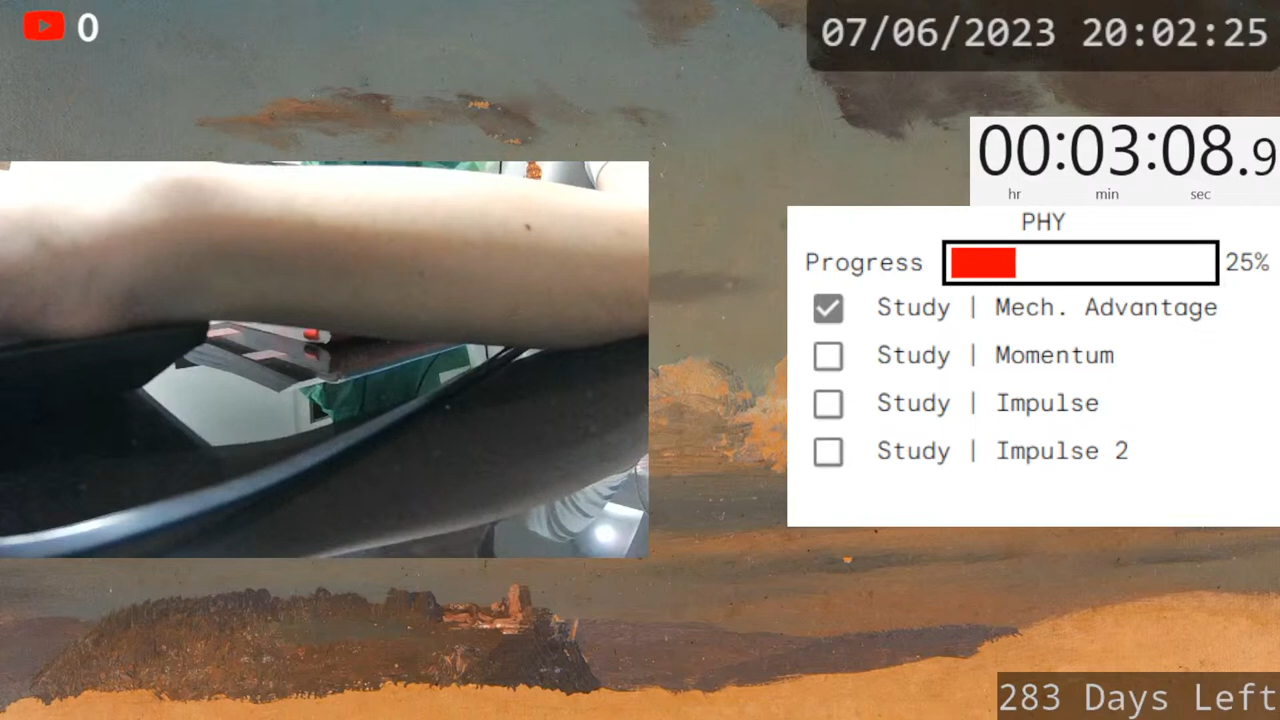 0
07/06/2023 20:02:25
00:03:08.9
hr min sec
PHY
Progress 25%
Study | Mech. Advantage
Study | Momentum
Study | Impulse
Study | Impulse 2
283 Days Left